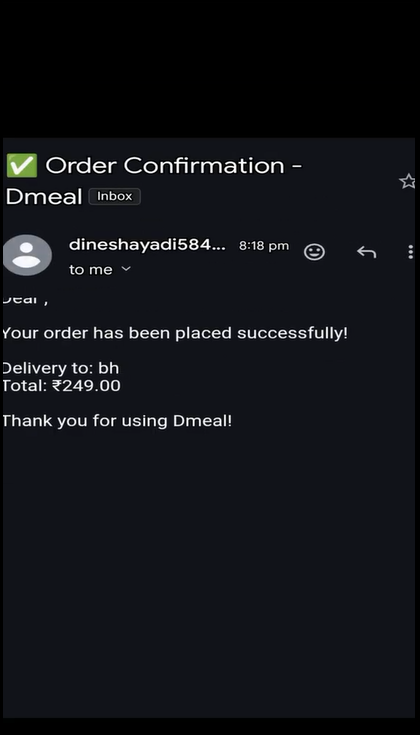 ✅ Order Confirmation -
Dmeal Inbox
dineshayadi584... 8:18 pm
to me
Dear ,
Your order has been placed successfully!
Delivery to: bh
Total: ₹249.00
Thank you for using Dmeal!